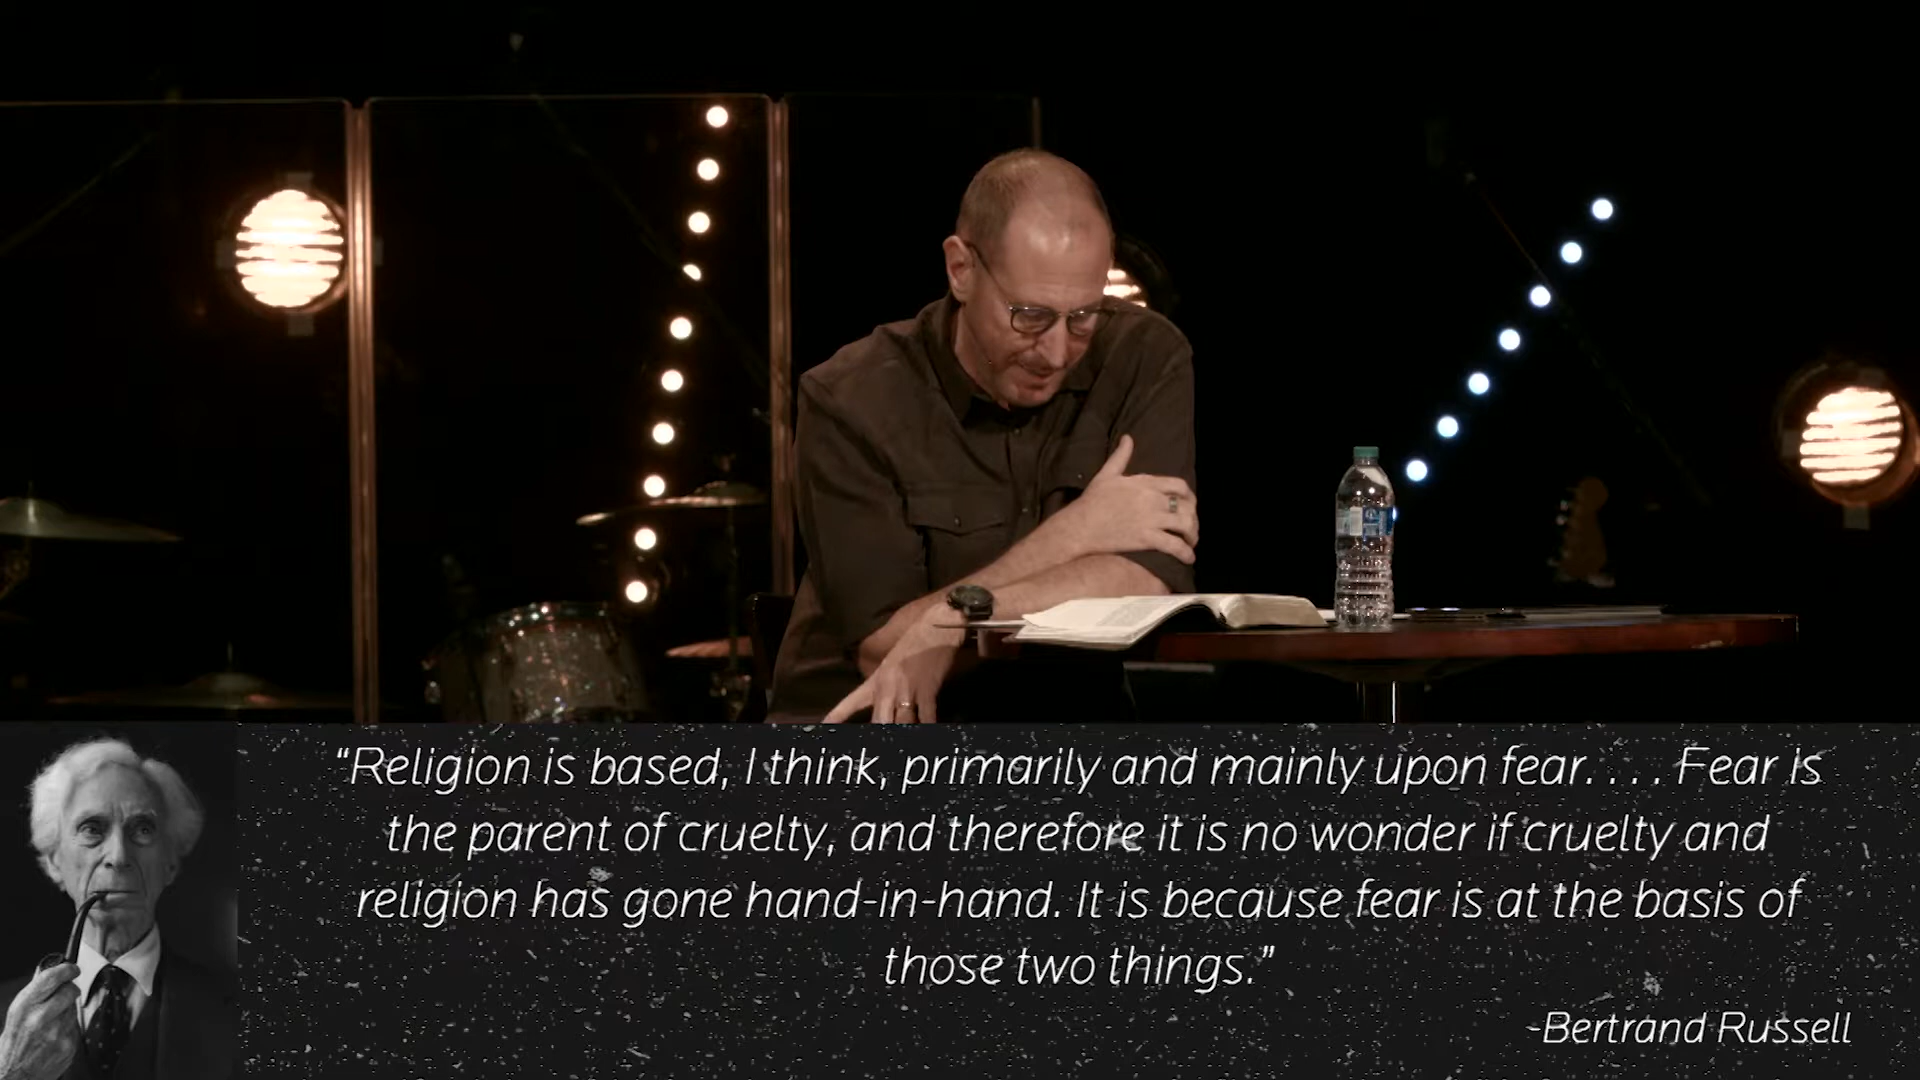 “Religion is based, I think, primarily and mainly upon fear. . . . Fear is
the parent of cruelty, and therefore it is no wonder if cruelty and
religion has gone hand-in-hand. It is because fear is at the basis of
those two things.”
-Bertrand Russell